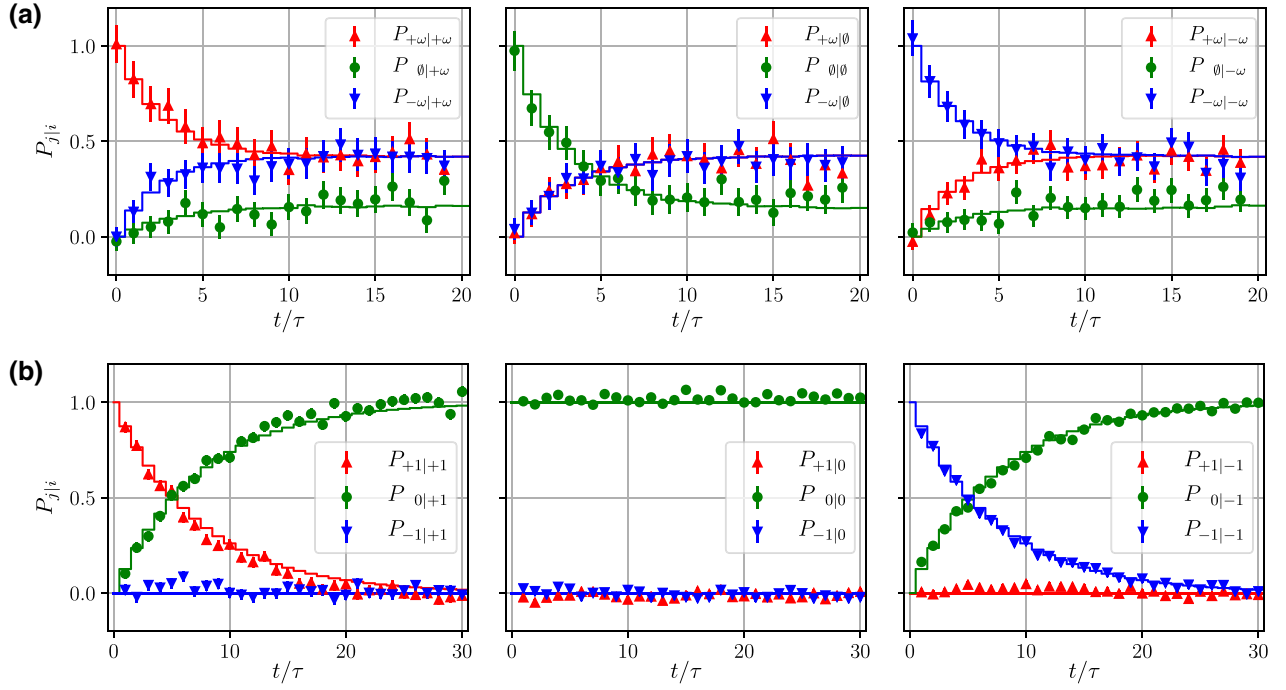 (a)
1.0
0.5
0.0
P_{j|i}
P_{+ω|+ω}
P_{∅|+ω}
P_{−ω|+ω}
0 5 10 15 20
t/τ
P_{+ω|∅}
P_{∅|∅}
P_{−ω|∅}
0 5 10 15 20
t/τ
P_{+ω|−ω}
P_{∅|−ω}
P_{−ω|−ω}
0 5 10 15 20
t/τ
(b)
1.0
0.5
0.0
P_{j|i}
P_{+1|+1}
P_{0|+1}
P_{−1|+1}
0 10 20 30
t/τ
P_{+1|0}
P_{0|0}
P_{−1|0}
0 10 20 30
t/τ
P_{+1|−1}
P_{0|−1}
P_{−1|−1}
0 10 20 30
t/τ